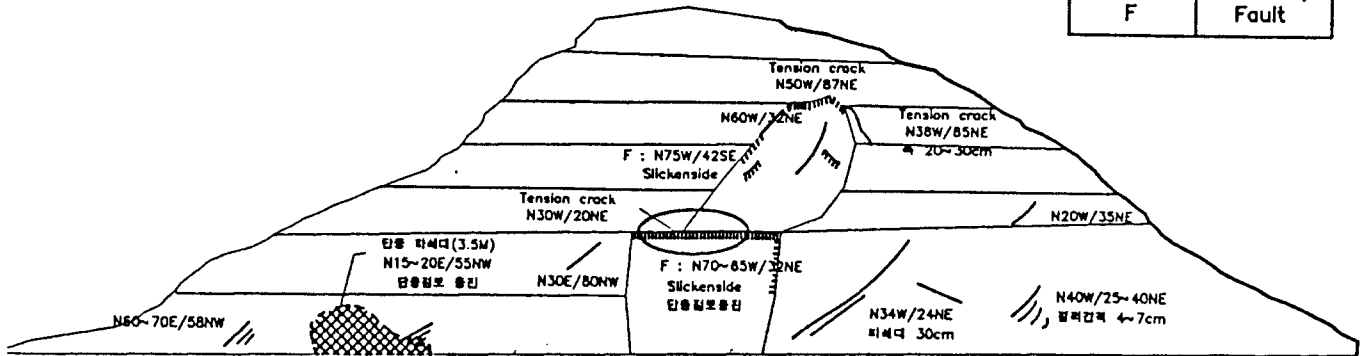 F
Fault
Tension crack
N50W/87NE
N60W/32NE
Tension crack
N38W/85NE
폭 20~30cm
F : N75W/42SE
Slickenside
Tension crack
N30W/20NE
N20W/35NE
단층 파쇄대(3.5M)
N15~20E/55NW
단층점토 충진
N30E/80NW
F : N70~85W/32NE
Slickenside
단층점토충진
N34W/24NE
파쇄대 30cm
N40W/25~40NE
절리간격 4~7cm
N60~70E/58NW